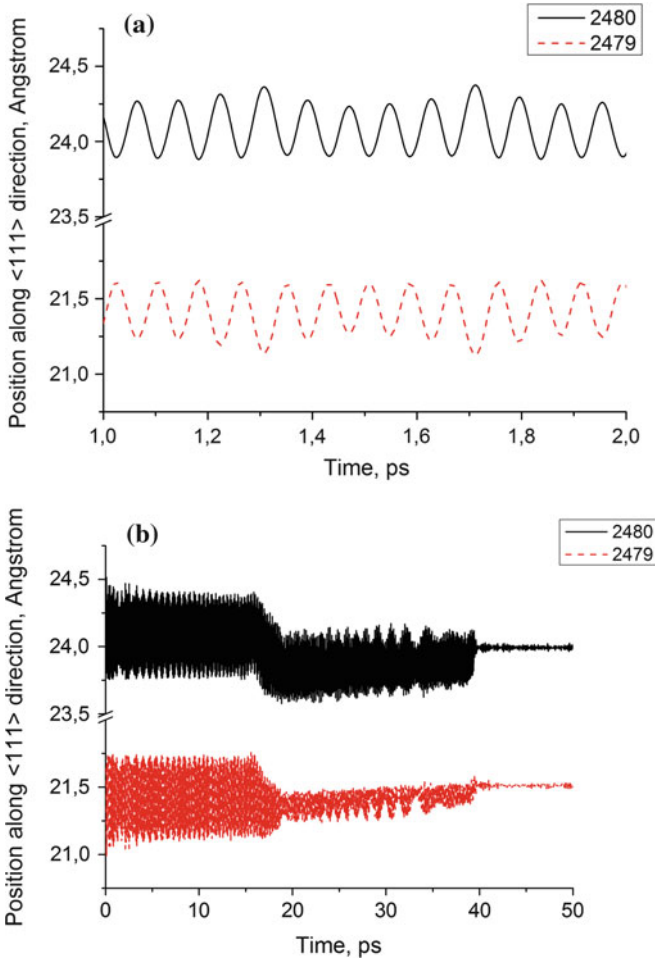 (a)
2480
2479
24,5
24,0
23,5
21,5
21,0
Position along <111> direction, Angstrom
1,0 1,2 1,4 1,6 1,8 2,0
Time, ps
(b)
2480
2479
24,5
24,0
23,5
21,5
21,0
Position along <111> direction, Angstrom
0 5 10 20 30 40 50
Time, ps